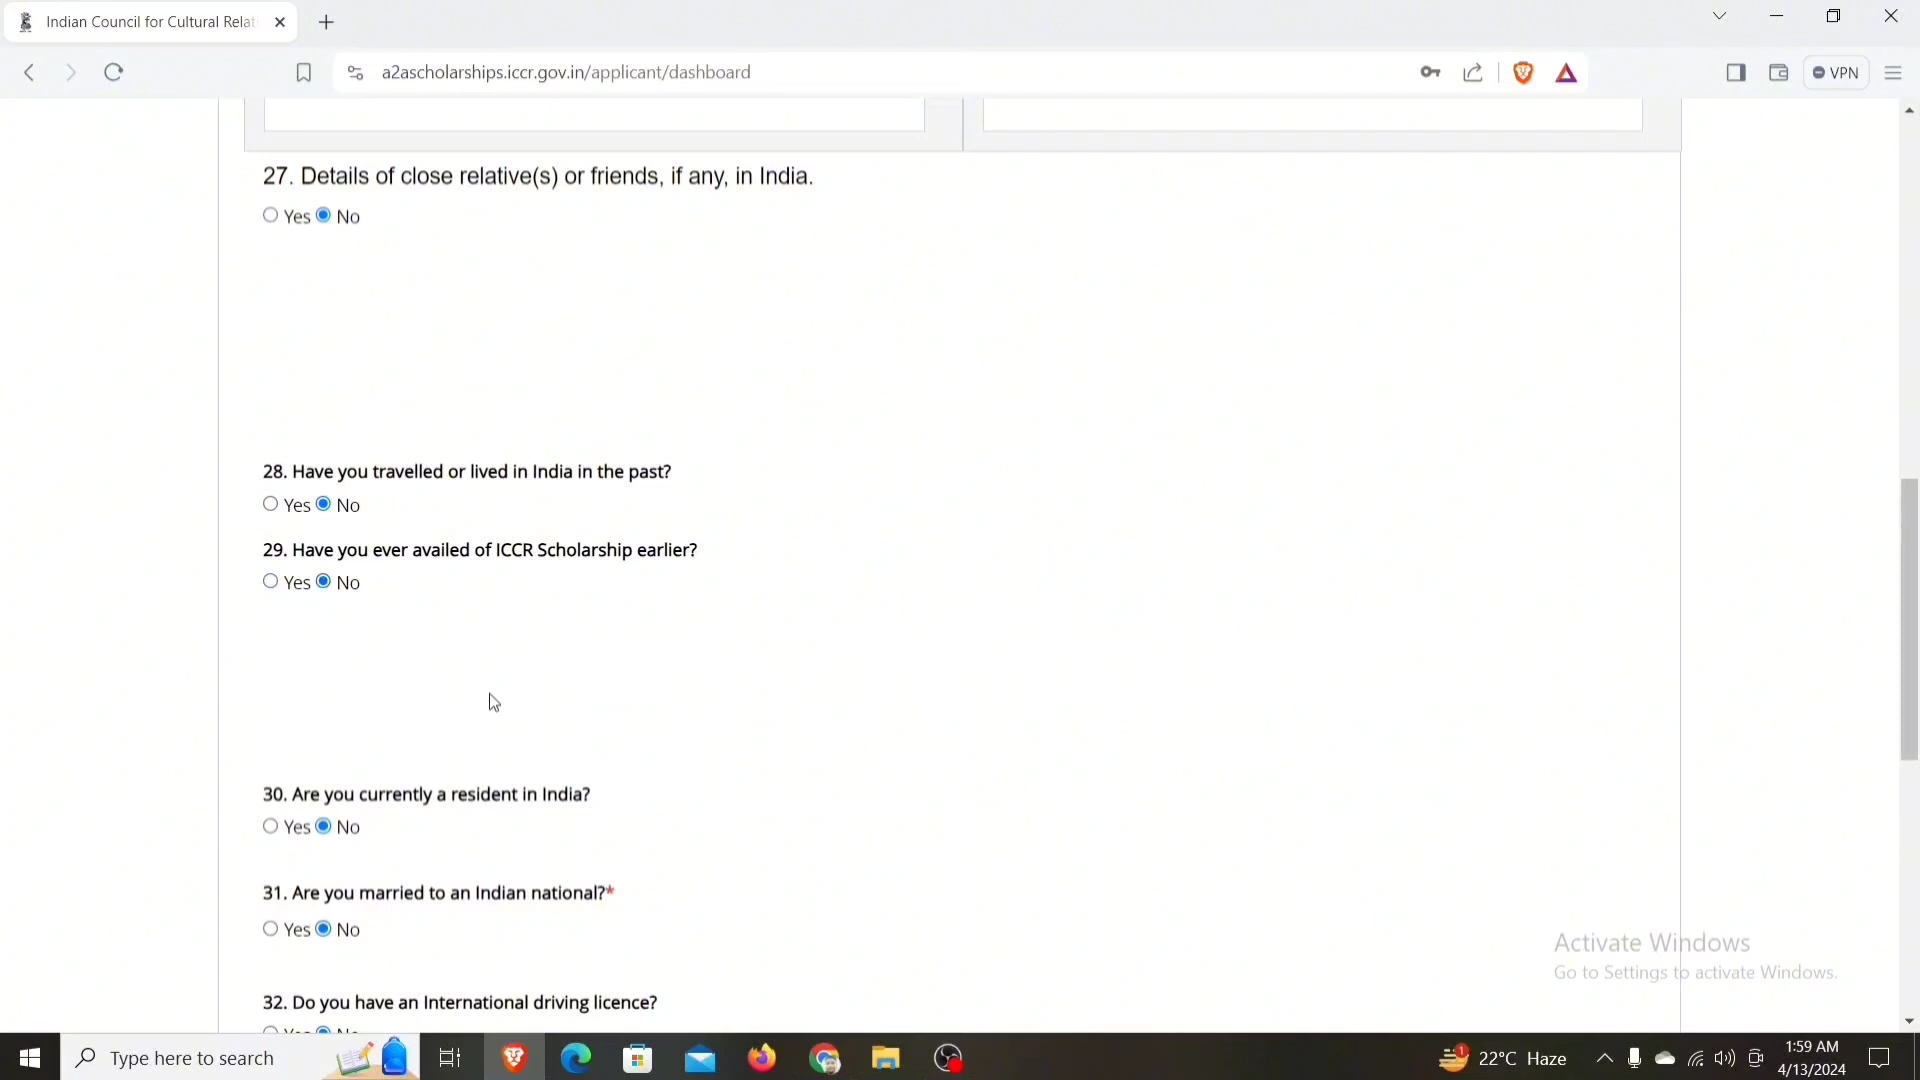 Indian Council for Cultural Relat
a2ascholarships.iccr.gov.in/applicant/dashboard
VPN
27. Details of close relative(s) or friends, if any, in India.
Yes No
28. Have you travelled or lived in India in the past?
Yes No
29. Have you ever availed of ICCR Scholarship earlier?
Yes No
30. Are you currently a resident in India?
Yes No
31. Are you married to an Indian national?*
Yes No
Activate Windows
Go to Settings to activate Windows.
32. Do you have an International driving licence?
Yes No
Type here to search
1
22°C Haze
1:59 AM
4/13/2024